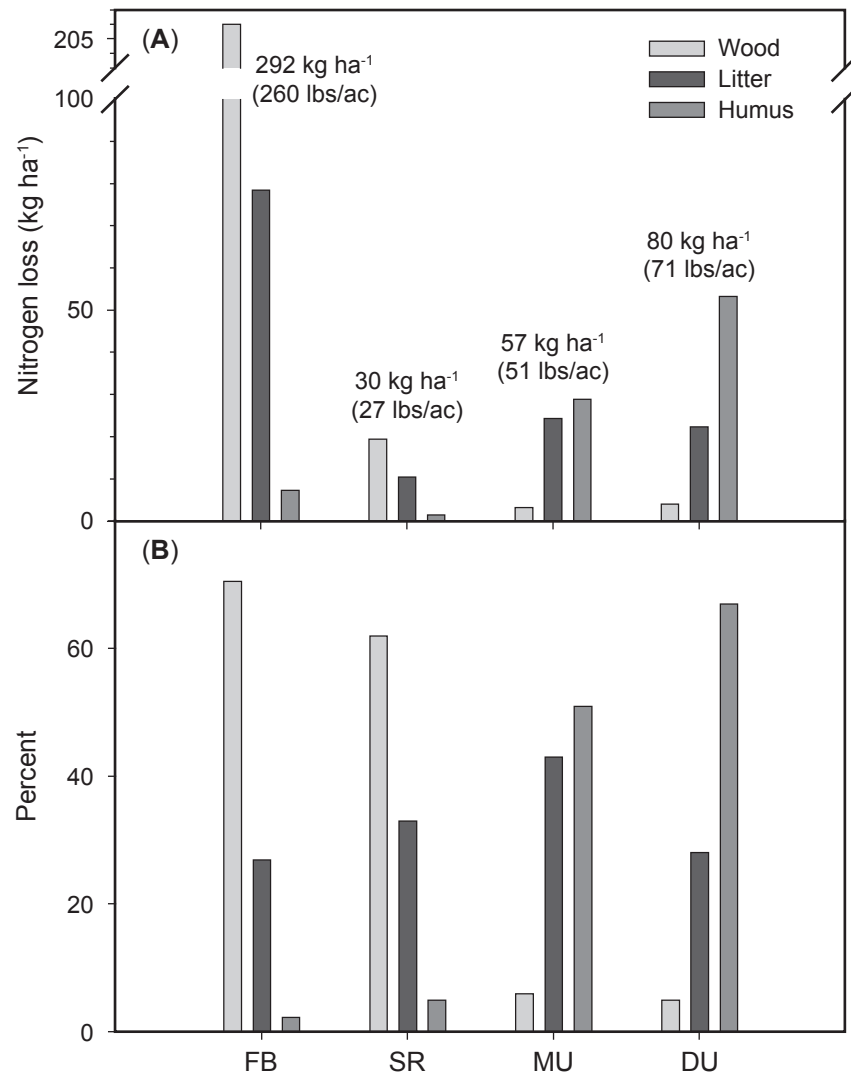 (A)
205
100
50
0
Nitrogen loss (kg ha⁻¹)
292 kg ha⁻¹
(260 lbs/ac)
30 kg ha⁻¹
(27 lbs/ac)
57 kg ha⁻¹
(51 lbs/ac)
80 kg ha⁻¹
(71 lbs/ac)
Wood
Litter
Humus
(B)
60
40
20
0
Percent
FB SR MU DU